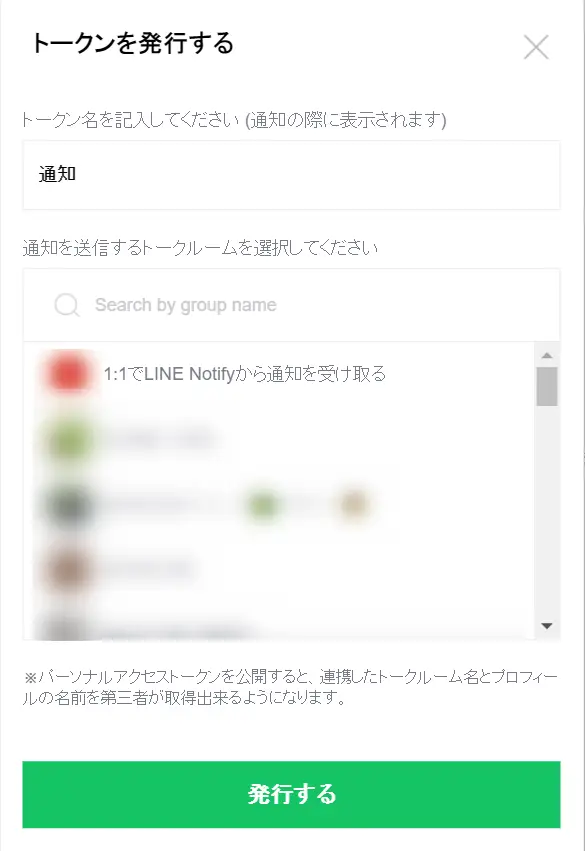 トークンを発行する
トークン名を記入してください (通知の際に表示されます)
通知
通知を送信するトークルームを選択してください
Search by group name
1:1でLINE Notifyから通知を受け取る
※パーソナルアクセストークンを公開すると、連携したトークルーム名とプロフィー
ルの名前を第三者が取得出来るようになります。
発行する